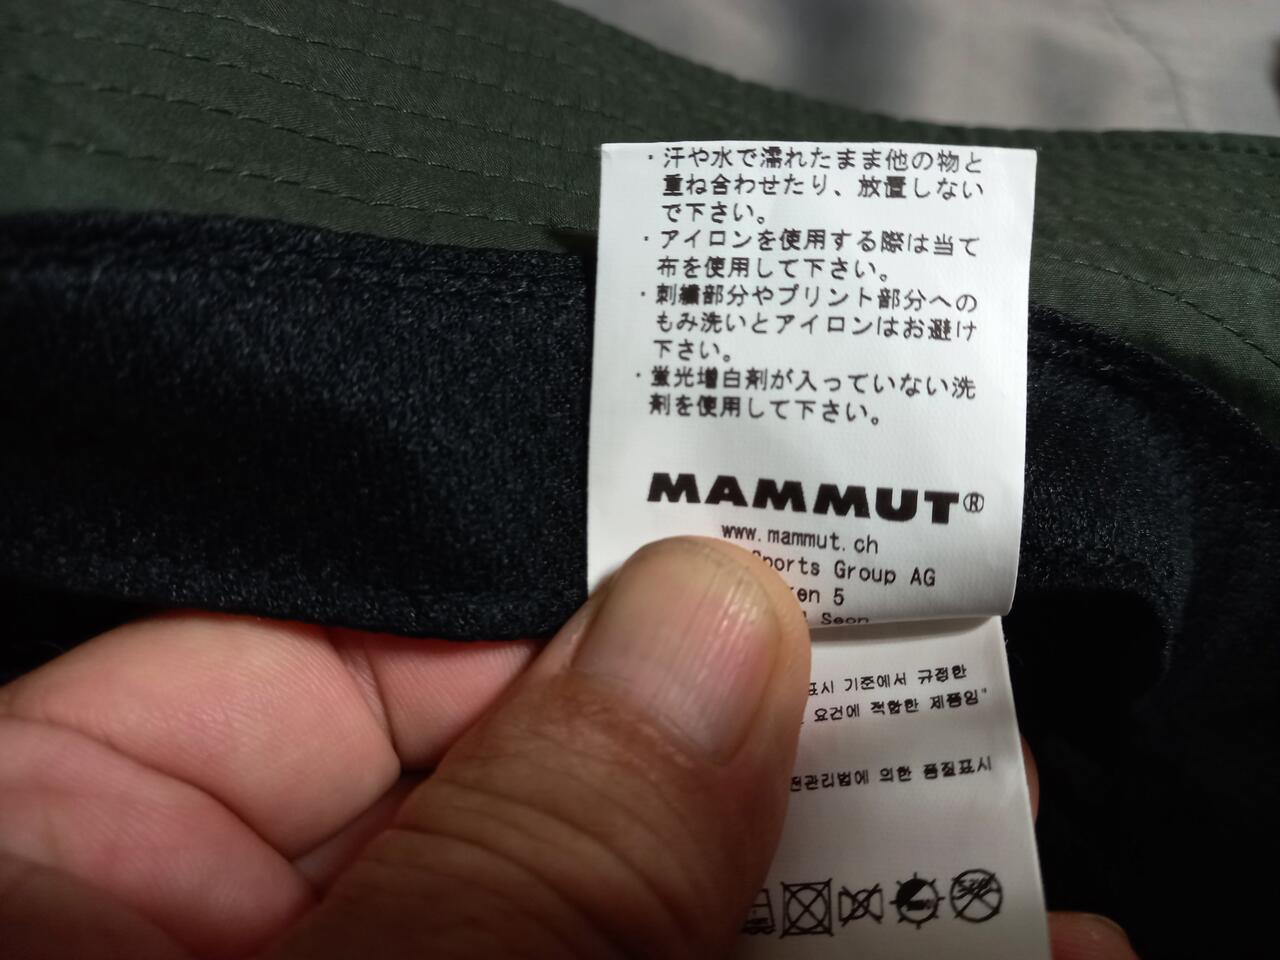 ・汗や水で濡れたまま他の物と
重ね合わせたり、放置しない
で下さい。
・アイロンを使用する際は当て
布を使用して下さい。
・刺繍部分やプリント部分への
もみ洗いとアイロンはお避け
下さい。
・蛍光増白剤が入っていない洗
剤を使用して下さい。
MAMMUT®
www.mammut.ch
Sports Group AG
5
Seon
표시 기준에서 규정한
요건에 적합한 제품임"
의한 품질표시